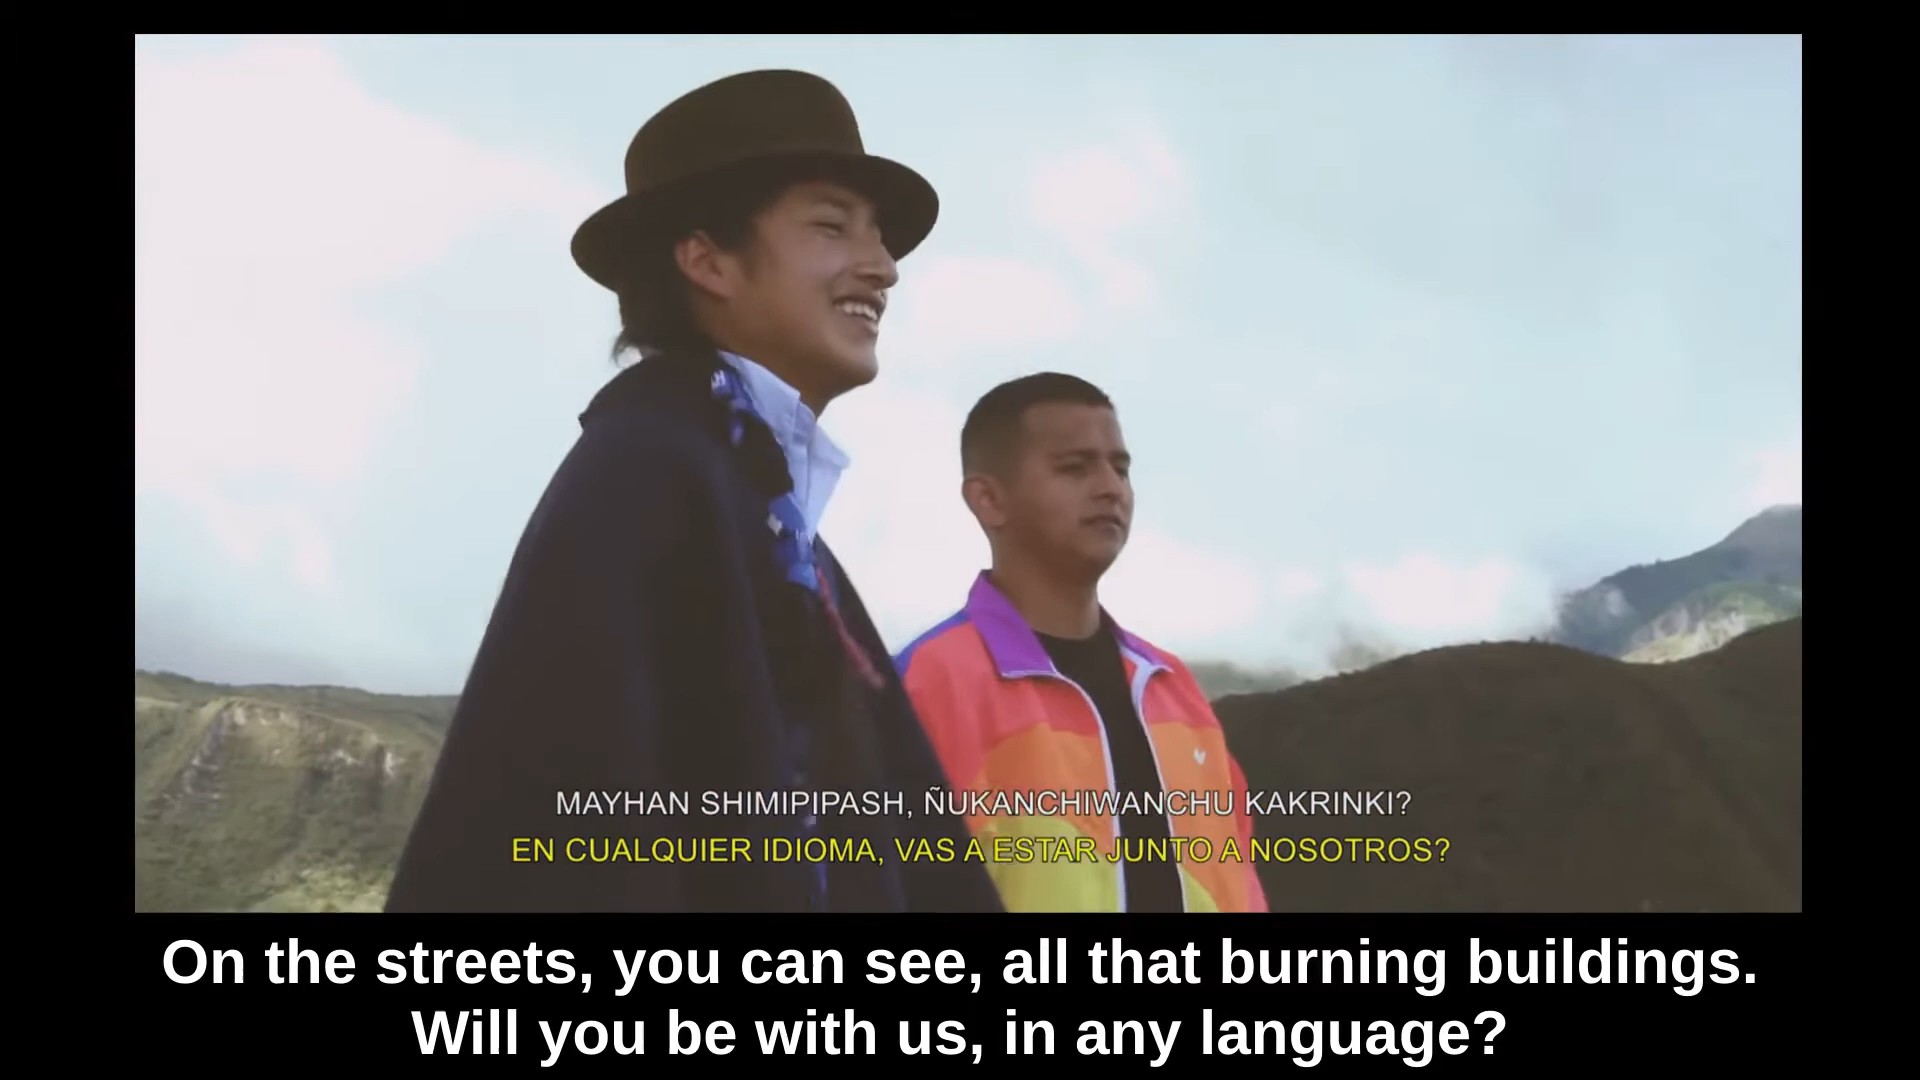 MAYHAN SHIMIPIPASH, ÑUKANCHIWANCHU KAKRINKI?
EN CUALQUIER IDIOMA, VAS A ESTAR JUNTO A NOSOTROS?
On the streets, you can see, all that burning buildings.
Will you be with us, in any language?